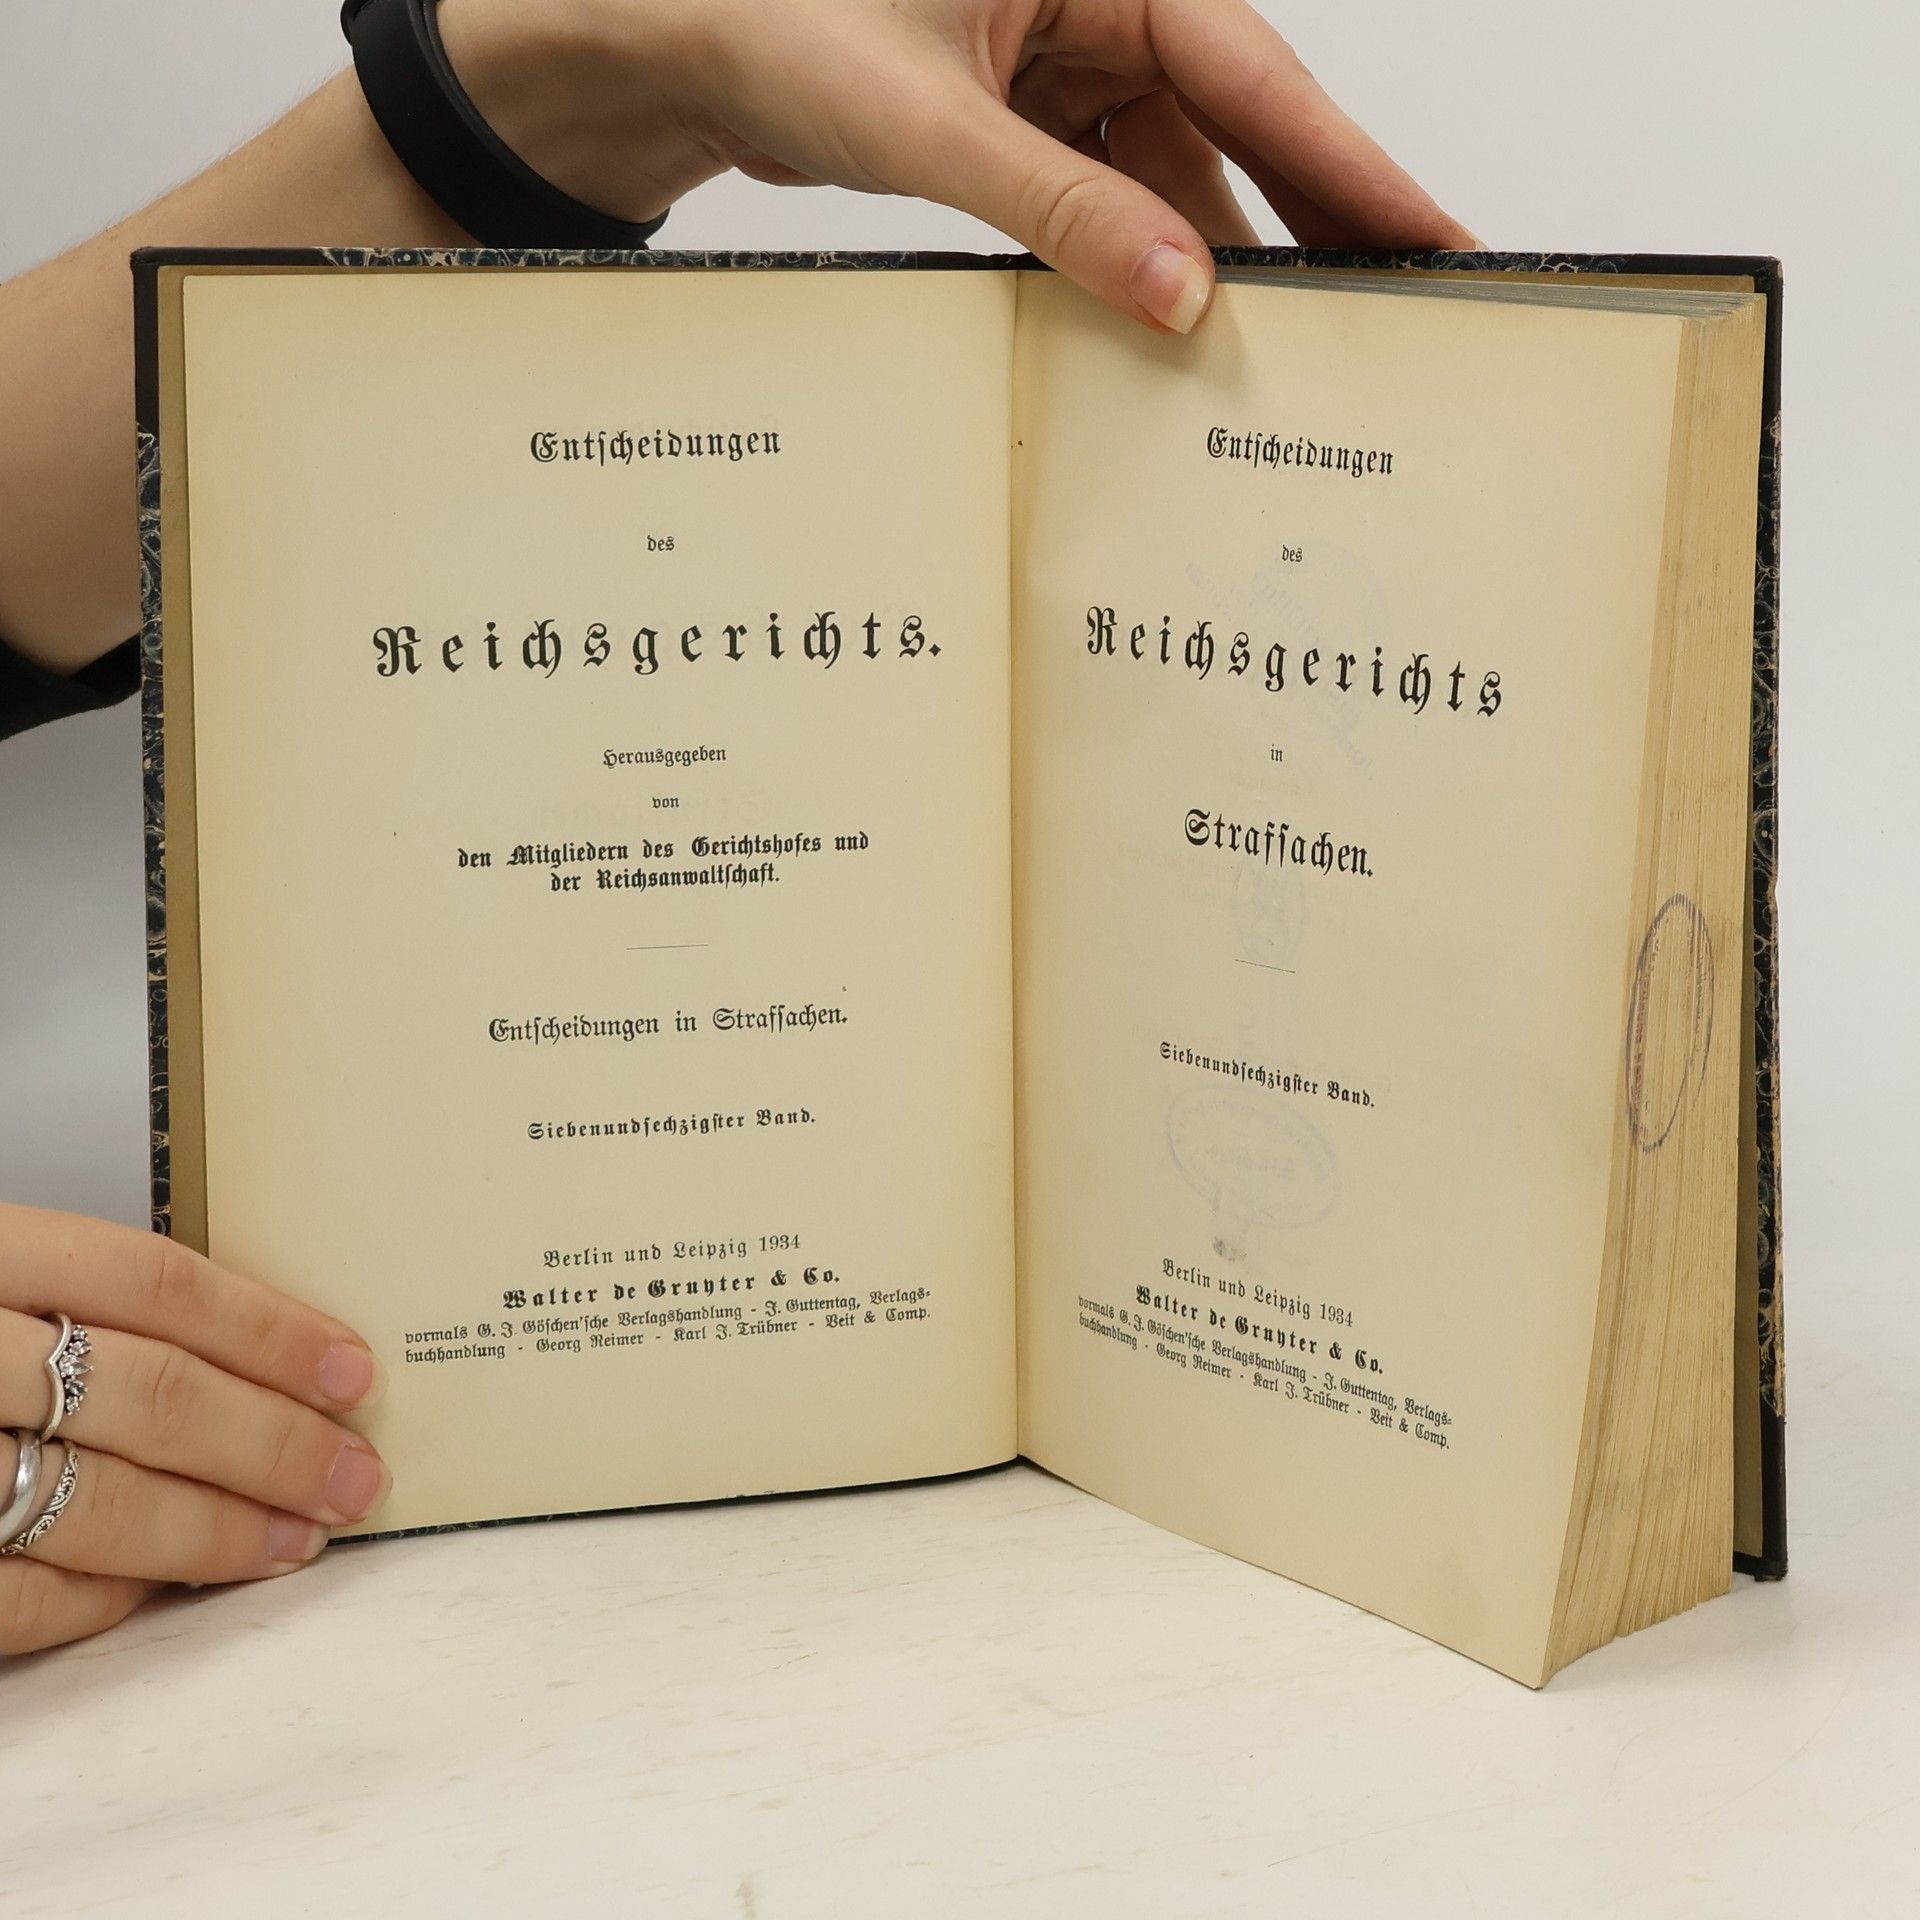 Entscheidungen
des
Reichsgerichts.
Herausgegeben
von
den Mitgliedern des Gerichtshofes und
der Reichsanwaltschaft.
Entscheidungen in Strafsachen.
Siebenundsechzigster Band.
Berlin und Leipzig 1934
Walter de Gruyter & Co.
vormals G. J. Göschen'sche Verlagshandlung - J. Guttentag, Verlags-
buchhandlung - Georg Reimer - Karl J. Trübner - Veit & Comp.
Entscheidungen
des
Reichsgerichts
in
Strafsachen.
Siebenundsechzigster Band.
Berlin und Leipzig 1934
Walter de Gruyter & Co.
vormals G. J. Göschen'sche Verlagshandlung - J. Guttentag, Verlags-
buchhandlung - Georg Reimer - Karl J. Trübner - Veit & Comp.